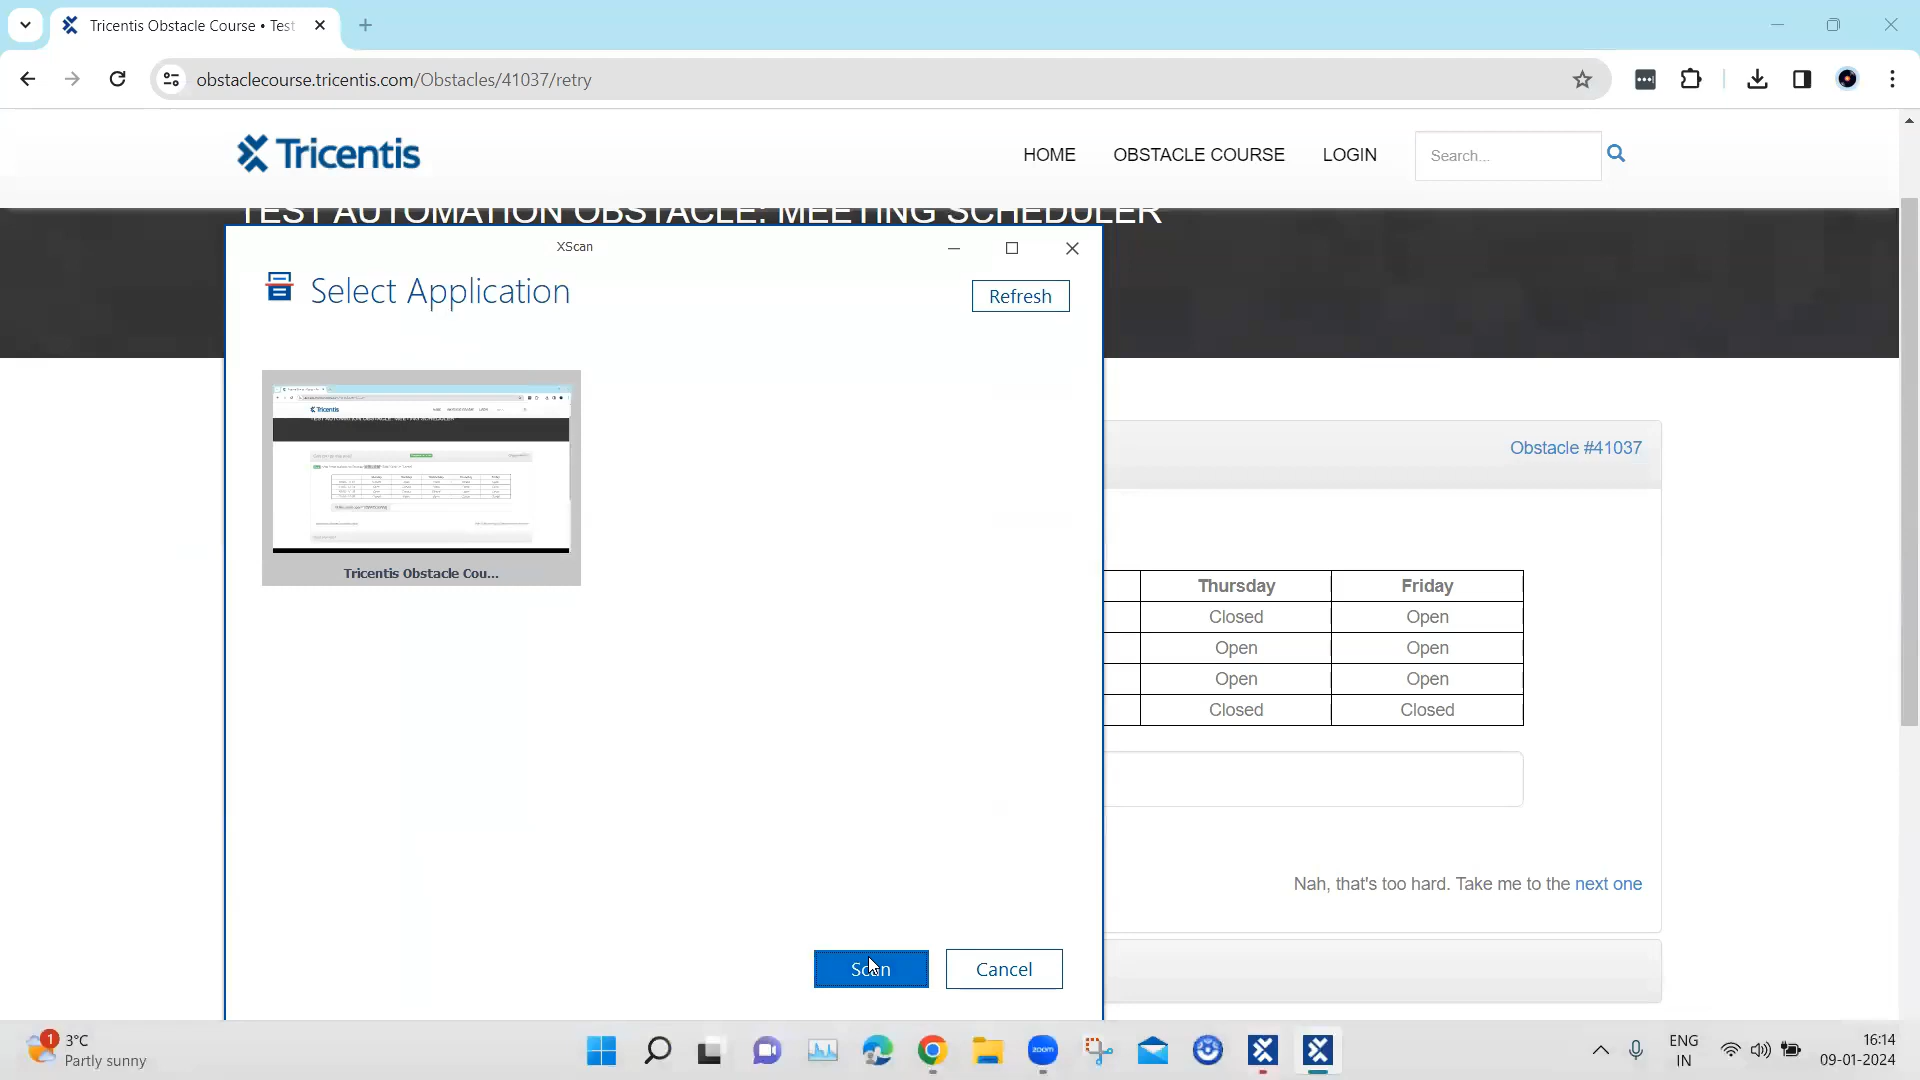 Tricentis Obstacle Course • Test
obstaclecourse.tricentis.com/Obstacles/41037/retry
Tricentis
HOME
OBSTACLE COURSE
LOGIN
Search...
TEST AUTOMATION OBSTACLE: MEETING SCHEDULER
XScan
Select Application
Refresh
Tricentis Obstacle Cou...
Obstacle #41037
Thursday Friday
Closed Open
Open Open
Open Open
Closed Closed
Nah, that's too hard. Take me to the next one
Scan
Cancel
1
3°C
Partly sunny
zoom
ENG
IN
16:14
09-01-2024